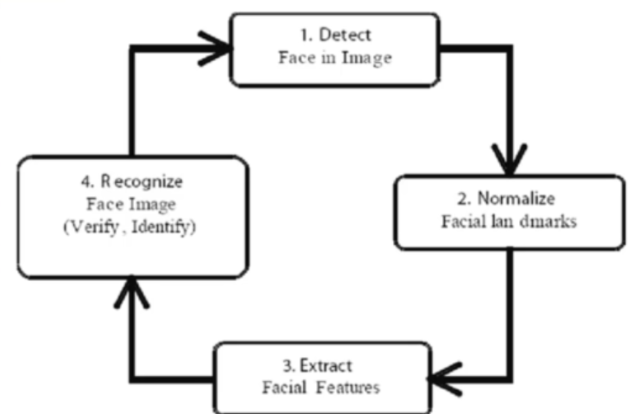 1. Detect
Face in Image
2. Normalize
Facial lan dmarks
3. Extract
Facial Features
4. Recognize
Face Image
(Verify, Identify)